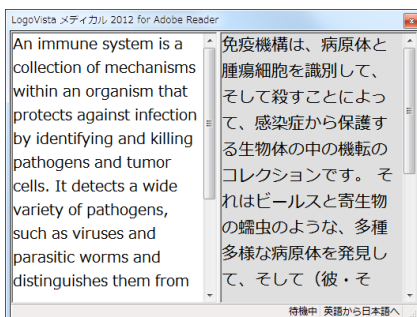 LogoVista メディカル 2012 for Adobe Reader
An immune system is a
collection of mechanisms
within an organism that
protects against infection
by identifying and killing
pathogens and tumor
cells. It detects a wide
variety of pathogens,
such as viruses and
parasitic worms and
distinguishes them from
免疫機構は、病原体と
腫瘍細胞を識別して、
そして殺すことによっ
て、感染症から保護す
る生物体の中の機転の
コレクションです。 そ
れはビールスと寄生物
の蠕虫のような、多種
多様な病原体を発見し
て、そして（彼・そ
待機中 英語から日本語へ